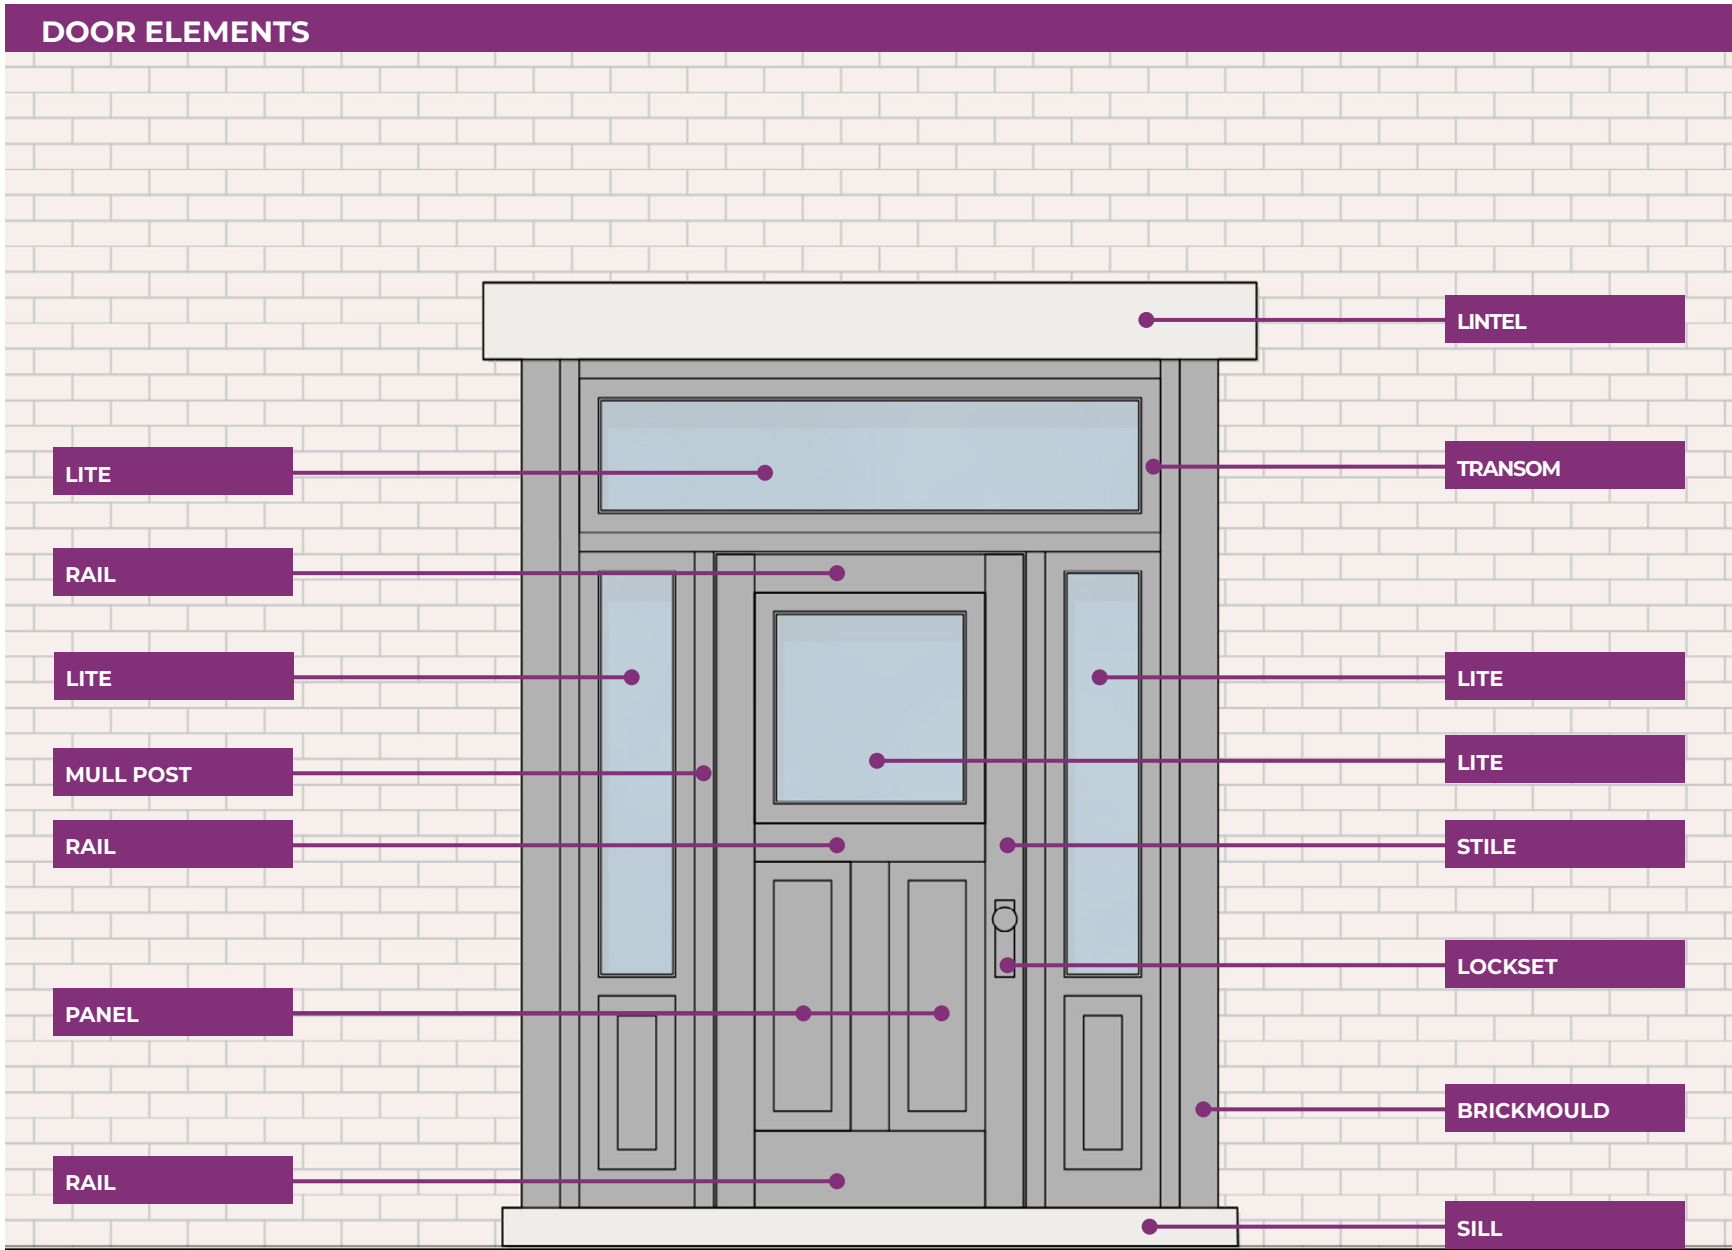 DOOR ELEMENTS
LINTEL
LITE
TRANSOM
RAIL
LITE
LITE
MULL POST
LITE
RAIL
STILE
LOCKSET
PANEL
BRICKMOULD
RAIL
SILL